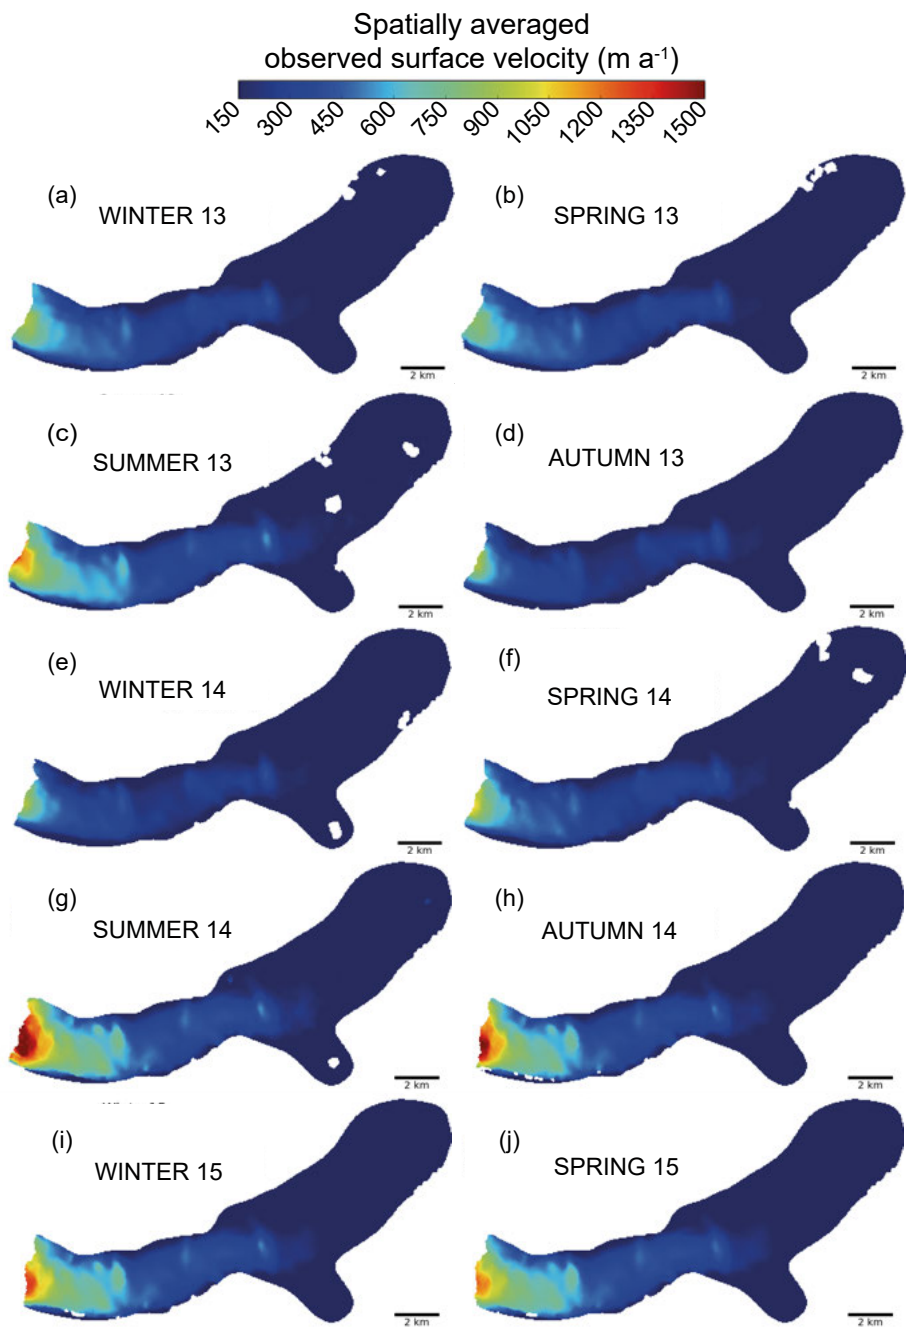 Spatially averaged
observed surface velocity (m a⁻¹)
150 300 450 600 750 900 1050 1200 1350 1500
(a)
WINTER 13
2 km
(b)
SPRING 13
2 km
(c)
SUMMER 13
2 km
(d)
AUTUMN 13
2 km
(e)
WINTER 14
2 km
(f)
SPRING 14
2 km
(g)
SUMMER 14
2 km
(h)
AUTUMN 14
2 km
(i)
WINTER 15
2 km
(j)
SPRING 15
2 km